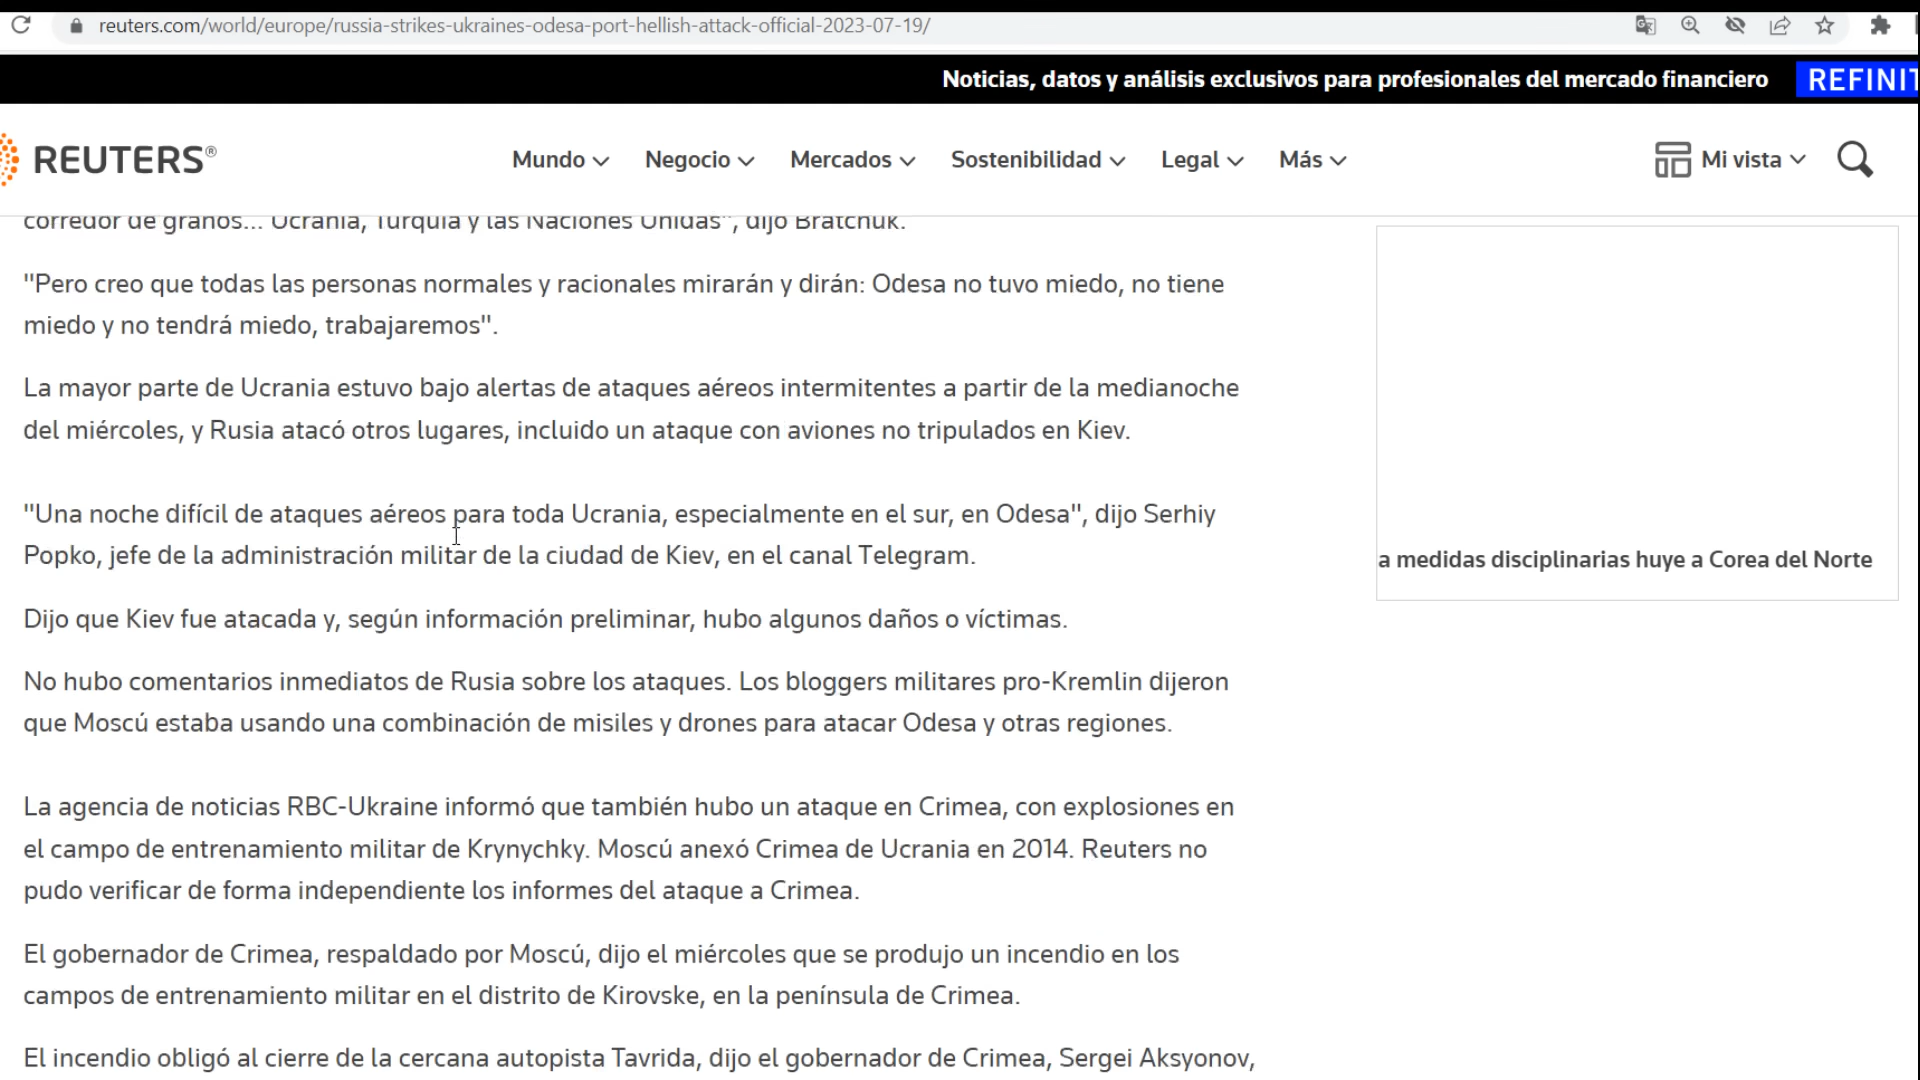 reuters.com/world/europe/russia-strikes-ukraines-odesa-port-hellish-attack-official-2023-07-19/
Noticias, datos y análisis exclusivos para profesionales del mercado financiero
REFINIT
REUTERS®
Mundo
Negocio
Mercados
Sostenibilidad
Legal
Más
Mi vista
corredor de granos... Ucrania, Turquía y las Naciones Unidas", dijo Bratchuk.
"Pero creo que todas las personas normales y racionales mirarán y dirán: Odesa no tuvo miedo, no tiene
miedo y no tendrá miedo, trabajaremos".
La mayor parte de Ucrania estuvo bajo alertas de ataques aéreos intermitentes a partir de la medianoche
del miércoles, y Rusia atacó otros lugares, incluido un ataque con aviones no tripulados en Kiev.
"Una noche difícil de ataques aéreos para toda Ucrania, especialmente en el sur, en Odesa", dijo Serhiy
Popko, jefe de la administración militar de la ciudad de Kiev, en el canal Telegram.
Dijo que Kiev fue atacada y, según información preliminar, hubo algunos daños o víctimas.
No hubo comentarios inmediatos de Rusia sobre los ataques. Los bloggers militares pro-Kremlin dijeron
que Moscú estaba usando una combinación de misiles y drones para atacar Odesa y otras regiones.
La agencia de noticias RBC-Ukraine informó que también hubo un ataque en Crimea, con explosiones en
el campo de entrenamiento militar de Krynychky. Moscú anexó Crimea de Ucrania en 2014. Reuters no
pudo verificar de forma independiente los informes del ataque a Crimea.
El gobernador de Crimea, respaldado por Moscú, dijo el miércoles que se produjo un incendio en los
campos de entrenamiento militar en el distrito de Kirovske, en la península de Crimea.
El incendio obligó al cierre de la cercana autopista Tavrida, dijo el gobernador de Crimea, Sergei Aksyonov,
a medidas disciplinarias huye a Corea del Norte